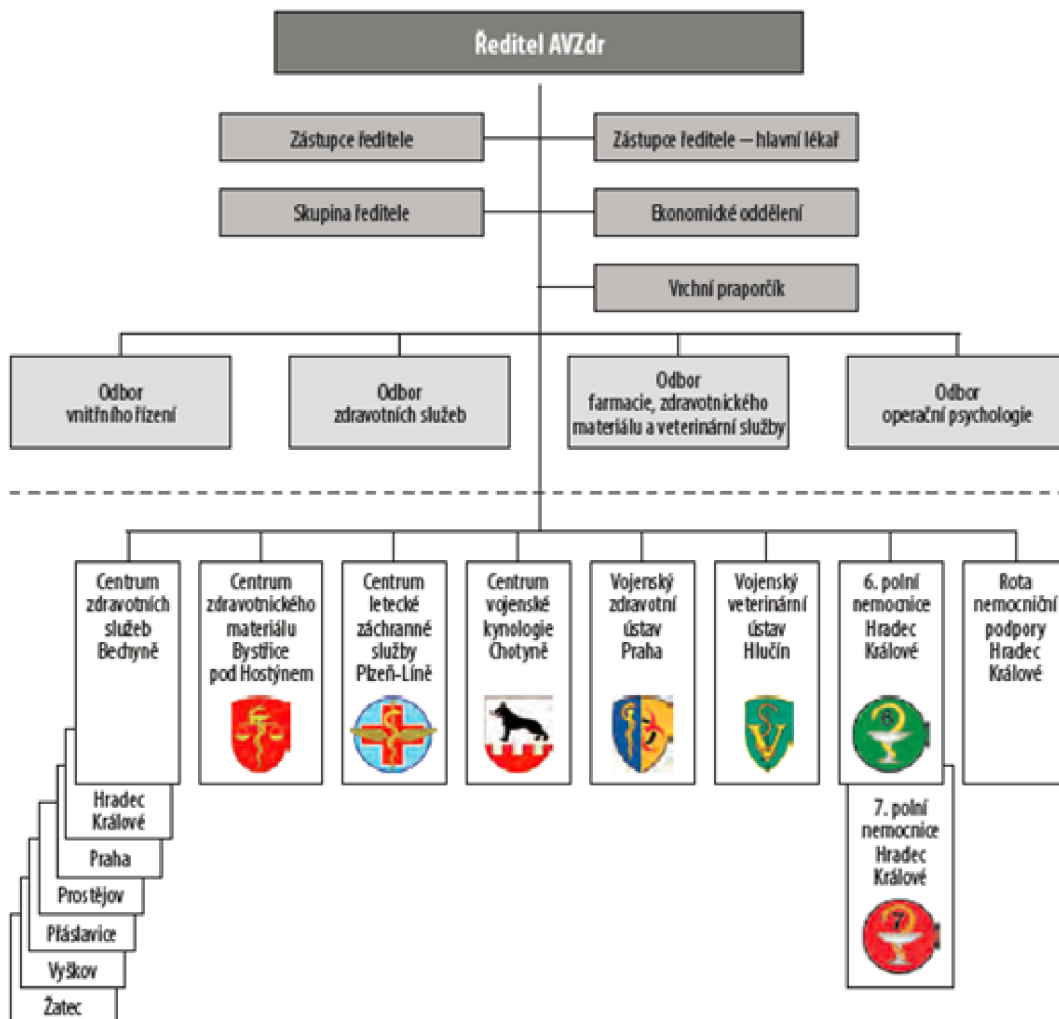 Ředitel AVZdr
Zástupce ředitele
Zástupce ředitele – hlavní lékař
Skupina ředitele
Ekonomické oddělení
Vrchní praporčík
Odbor
vnitřního řízení
Odbor
zdravotních služeb
Odbor
farmacie, zdravotnického
materiálu a veterinární služby
Odbor
operační psychologie
Centrum
zdravotních
služeb
Bechyně
Centrum
zdravotnického
materiálu
Bystřice
pod Hostýnem
Centrum
letecké
záchranné
služby
Plzeň-Líně
Centrum
vojenské
kynologie
Chotyně
Vojenský
zdravotní
ústav
Praha
Vojenský
veterinární
ústav
Hlučín
6. polní
nemocnice
Hradec
Králové
6
Rota
nemocniční
podpory
Hradec
Králové
Hradec
Králové
Praha
Prostějov
Přáslavice
Vyškov
Žatec
7. polní
nemocnice
Hradec
Králové
7